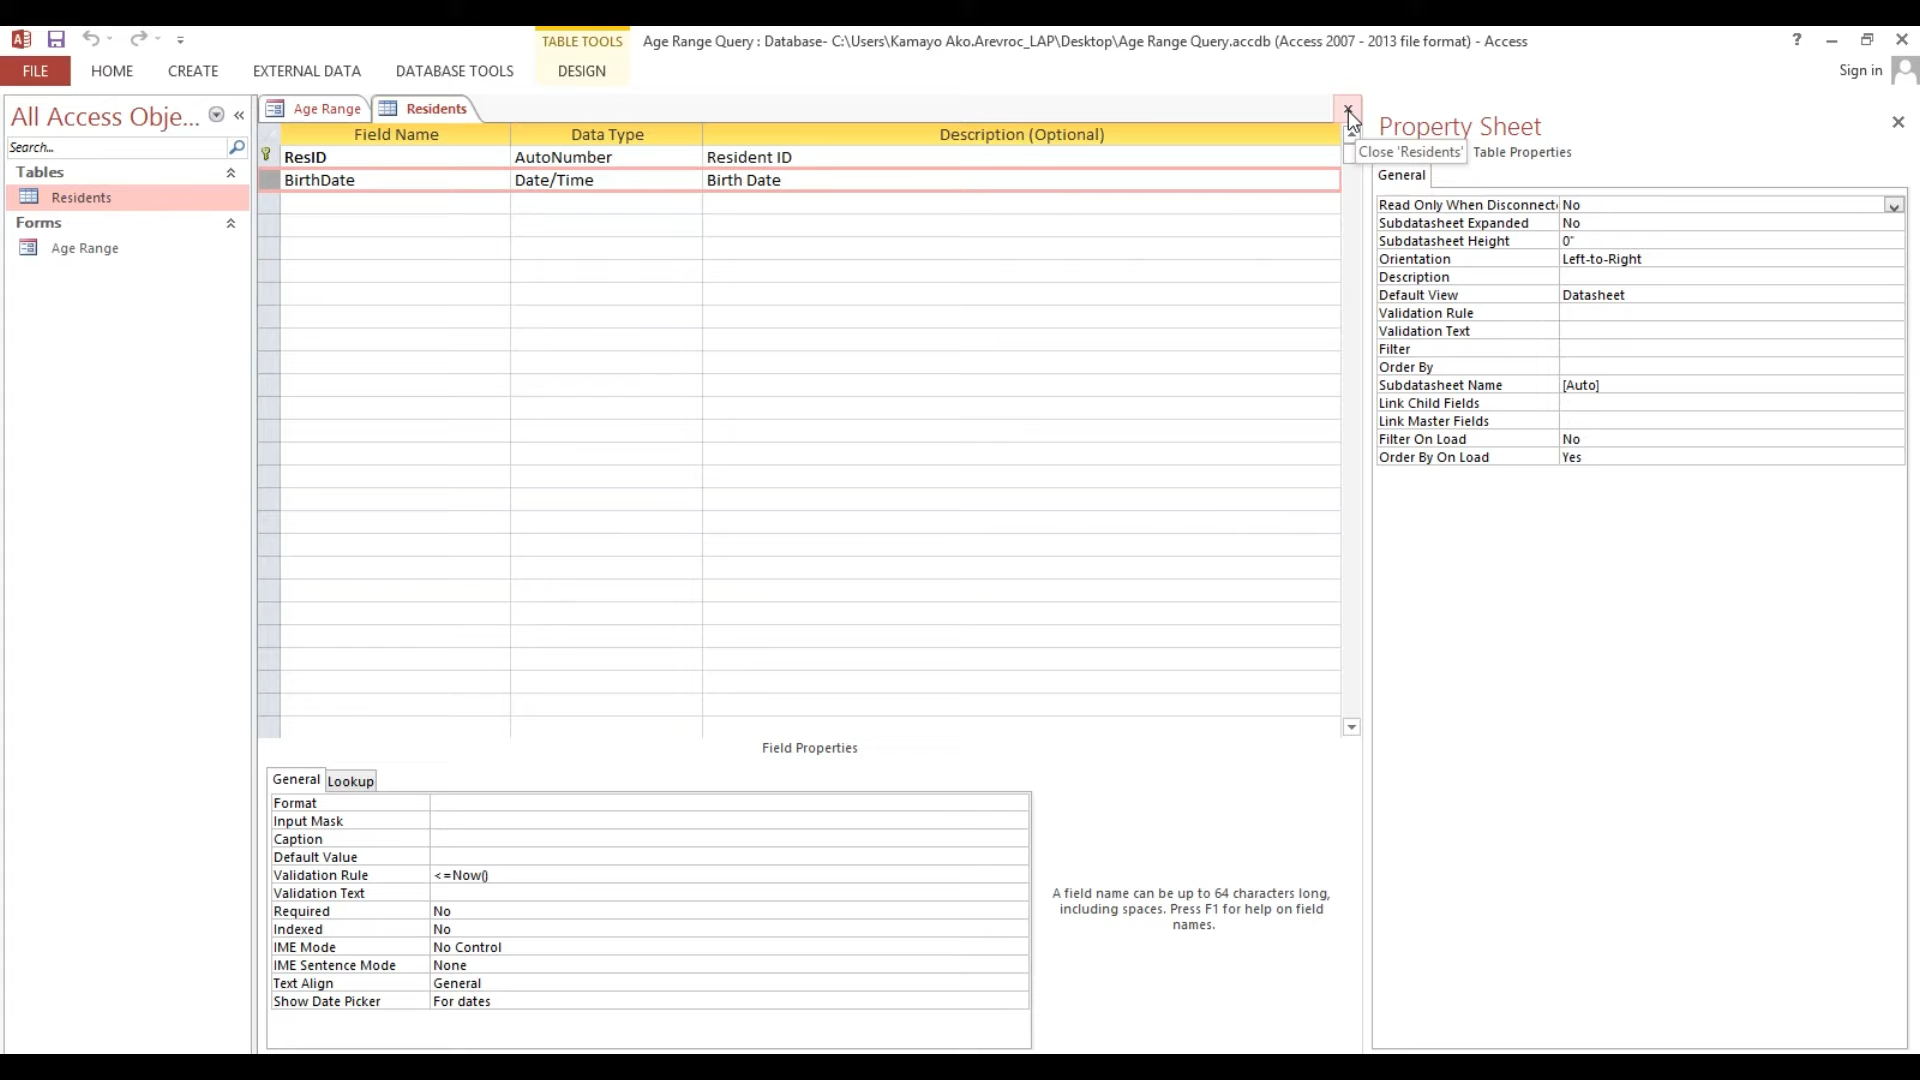 TABLE TOOLS
Age Range Query : Database- C:\Users\Kamayo Ako.Arevroc_LAP\Desktop\Age Range Query.accdb (Access 2007 - 2013 file format) - Access
?
FILE
HOME
CREATE
EXTERNAL DATA
DATABASE TOOLS
DESIGN
Sign in
All Access Obje...
Search...
Tables
Residents
Forms
Age Range
Age Range
Residents
Field Name
Data Type
Description (Optional)
ResID
AutoNumber
Resident ID
BirthDate
Date/Time
Birth Date
Close 'Residents'
Property Sheet
Table Properties
General
Read Only When Disconnect
No
Subdatasheet Expanded
No
Subdatasheet Height
0"
Orientation
Left-to-Right
Description
Default View
Datasheet
Validation Rule
Validation Text
Filter
Order By
Subdatasheet Name
[Auto]
Link Child Fields
Link Master Fields
Filter On Load
No
Order By On Load
Yes
Field Properties
General
Lookup
Format
Input Mask
Caption
Default Value
Validation Rule
<=Now()
Validation Text
Required
No
Indexed
No
IME Mode
No Control
IME Sentence Mode
None
Text Align
General
Show Date Picker
For dates
A field name can be up to 64 characters long,
including spaces. Press F1 for help on field
names.